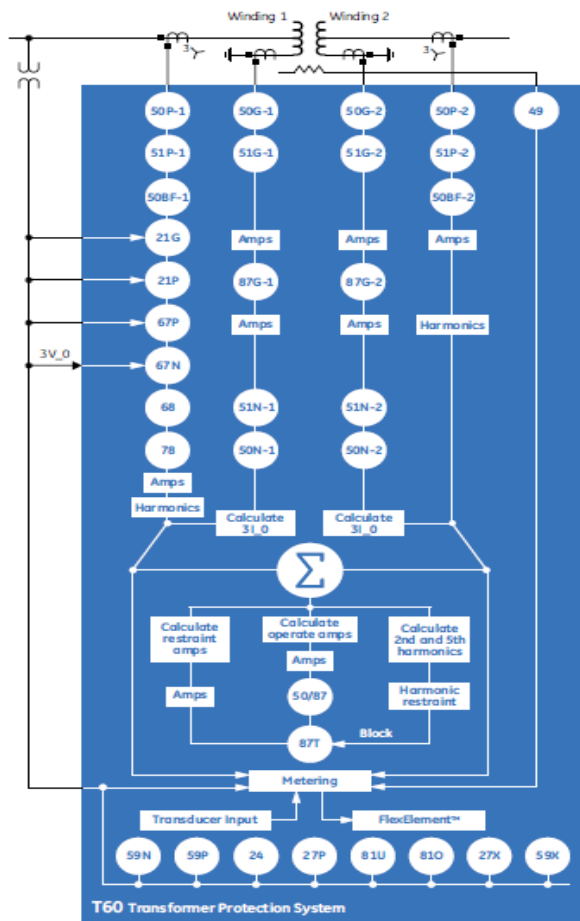 Winding 1 Winding 2
3 3
50P-1 50G-1 50G-2 50P-2 49
51P-1 51G-1 51G-2 51P-2
50BF-1 50BF-2
21G Amps Amps Amps
21P 87G-1 87G-2
67P Amps Amps Harmonics
3V_0
67N
68 51N-1 51N-2
78 50N-1 50N-2
Amps
Harmonics
Calculate
3I_0
Calculate
3I_0
Σ
Calculate
restraint
amps
Calculate
operate amps
Calculate
2nd and 5th
harmonics
Amps
Amps
50/87
Harmonic
restraint
Block
87T
Metering
Transducer Input FlexElement™
59N 59P 24 27P 81U 81O 27X 59X
T60 Transformer Protection System